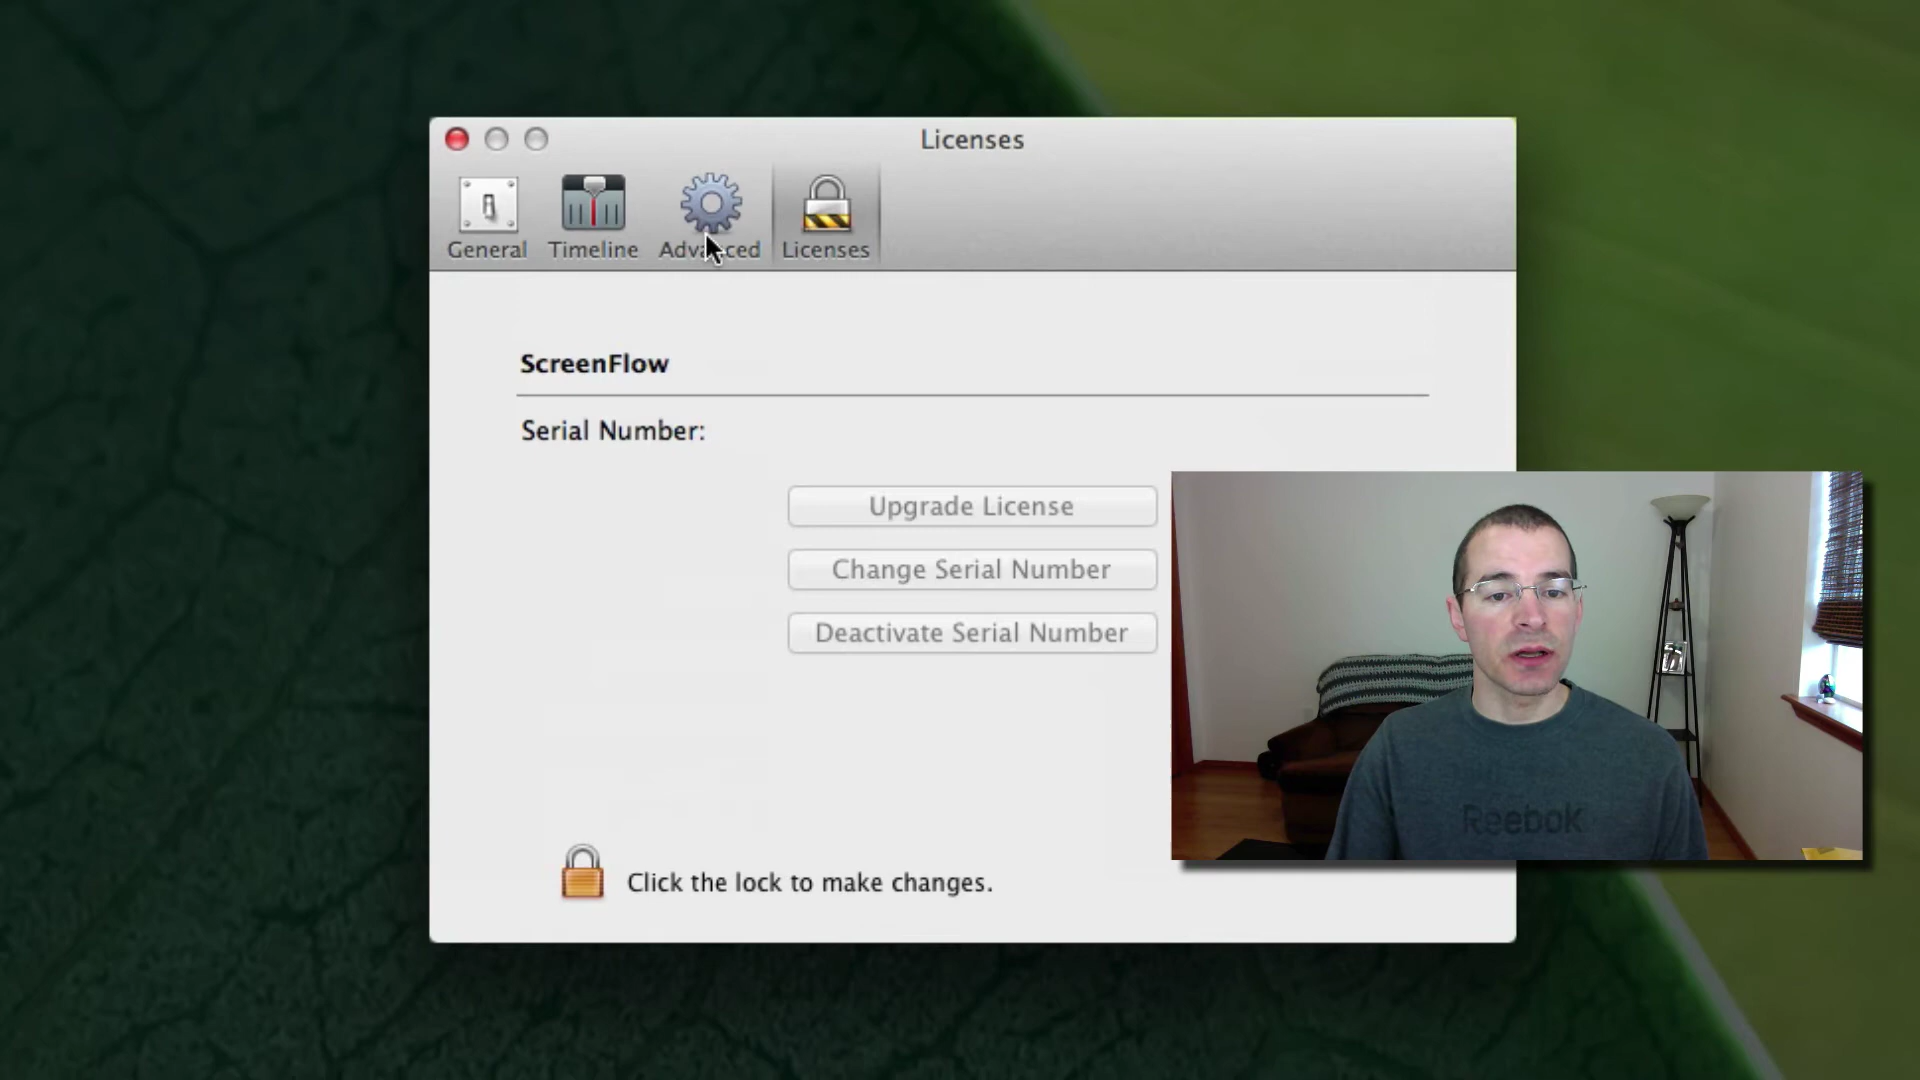 Licenses
General Timeline Advanced Licenses
ScreenFlow
Serial Number:
Upgrade License
Change Serial Number
Deactivate Serial Number
Reebok
Click the lock to make changes.